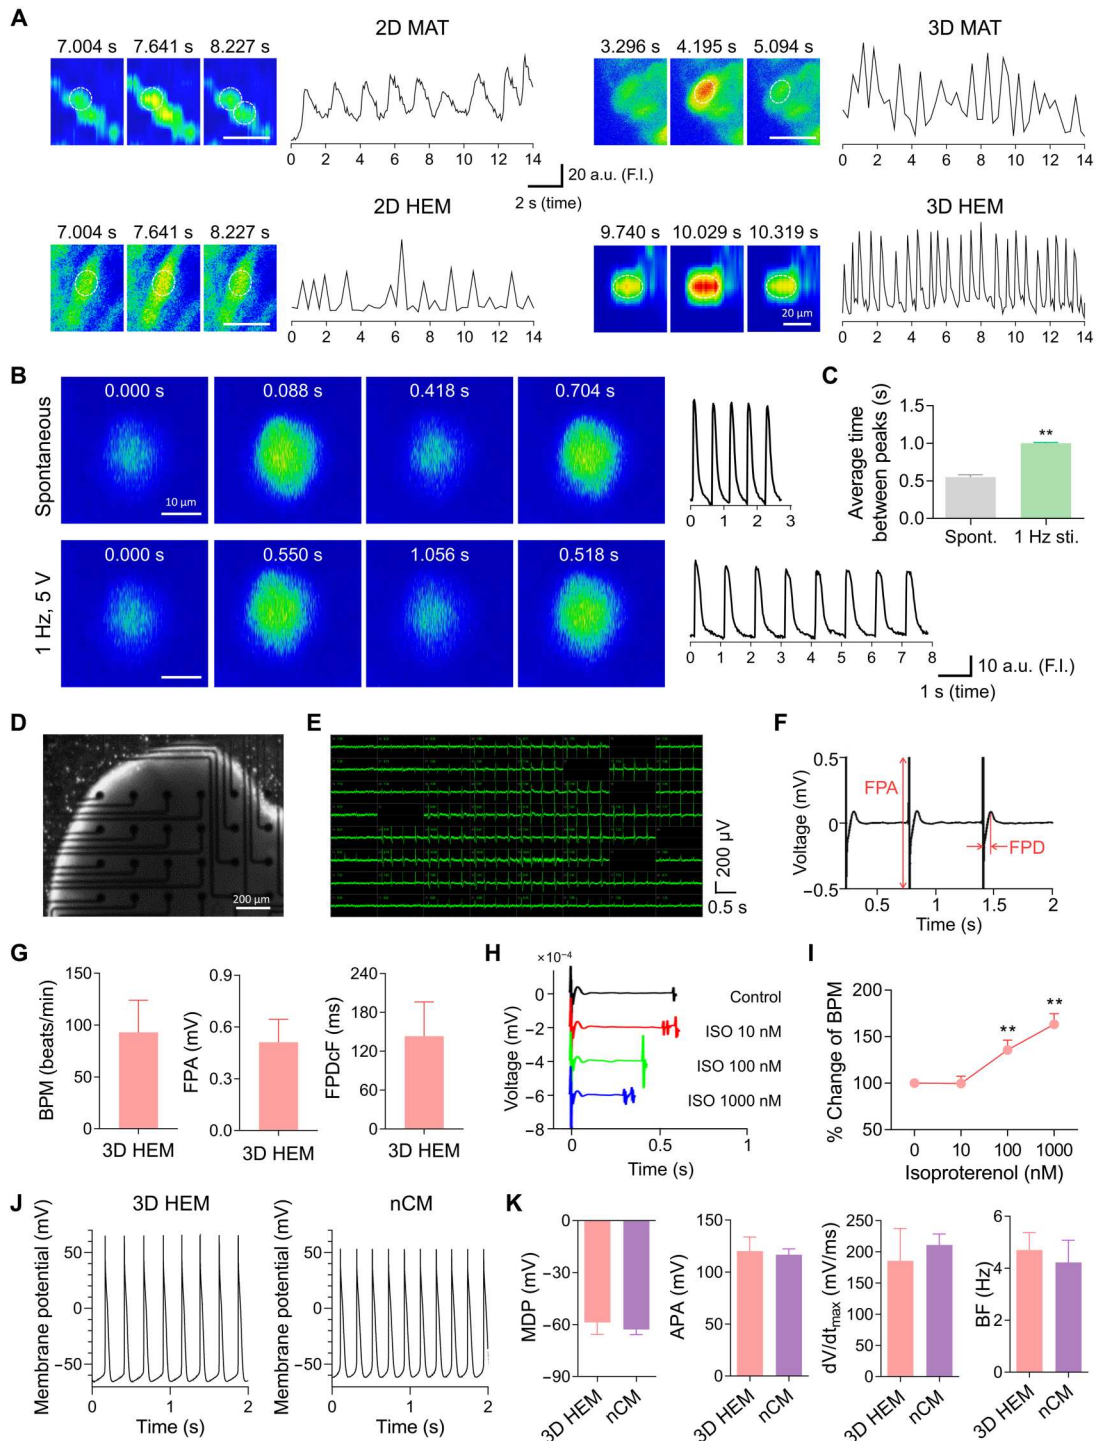 A
2D MAT
7.004 s 7.641 s 8.227 s
0 2 4 6 8 10 12 14
3D MAT
3.296 s 4.195 s 5.094 s
0 2 4 6 8 10 12 14
20 a.u. (F.I.)
2 s (time)
2D HEM
7.004 s 7.641 s 8.227 s
0 2 4 6 8 10 12 14
3D HEM
9.740 s 10.029 s 10.319 s
20 µm
0 2 4 6 8 10 12 14
B
Spontaneous
0.000 s 0.088 s 0.418 s 0.704 s
10 µm
0 1 2 3
1 Hz, 5 V
0.000 s 0.550 s 1.056 s 0.518 s
0 1 2 3 4 5 6 7 8
10 a.u. (F.I.)
1 s (time)
C
Average time
between peaks (s)
1.5
1.0
0.5
0.0
**
Spont. 1 Hz sti.
D
200 µm
E
200 µV
0.5 s
F
Voltage (mV)
0.5
0
−0.5
FPA
FPD
0.5 1 1.5 2
Time (s)
G
BPM (beats/min)
150
100
50
0
3D HEM
FPA (mV)
0.9
0.6
0.3
0.0
3D HEM
FPDcF (ms)
240
180
120
60
0
3D HEM
H
×10⁻⁴
Voltage (mV)
0
−2
−4
−6
−8
Control
ISO 10 nM
ISO 100 nM
ISO 1000 nM
0 0.5 1
Time (s)
I
% Change of BPM
200
150
100
50
**
**
0 10 100 1000
Isoproterenol (nM)
J
3D HEM
Membrane potential (mV)
50
0
−50
0 1 2
Time (s)
nCM
Membrane potential (mV)
50
0
−50
0 1 2
Time (s)
K
MDP (mV)
0
−30
−60
−90
3D HEM nCM
APA (mV)
150
100
50
0
3D HEM nCM
dV/dtmax (mV/ms)
250
200
150
100
50
0
3D HEM nCM
BF (Hz)
6
4
2
0
3D HEM nCM